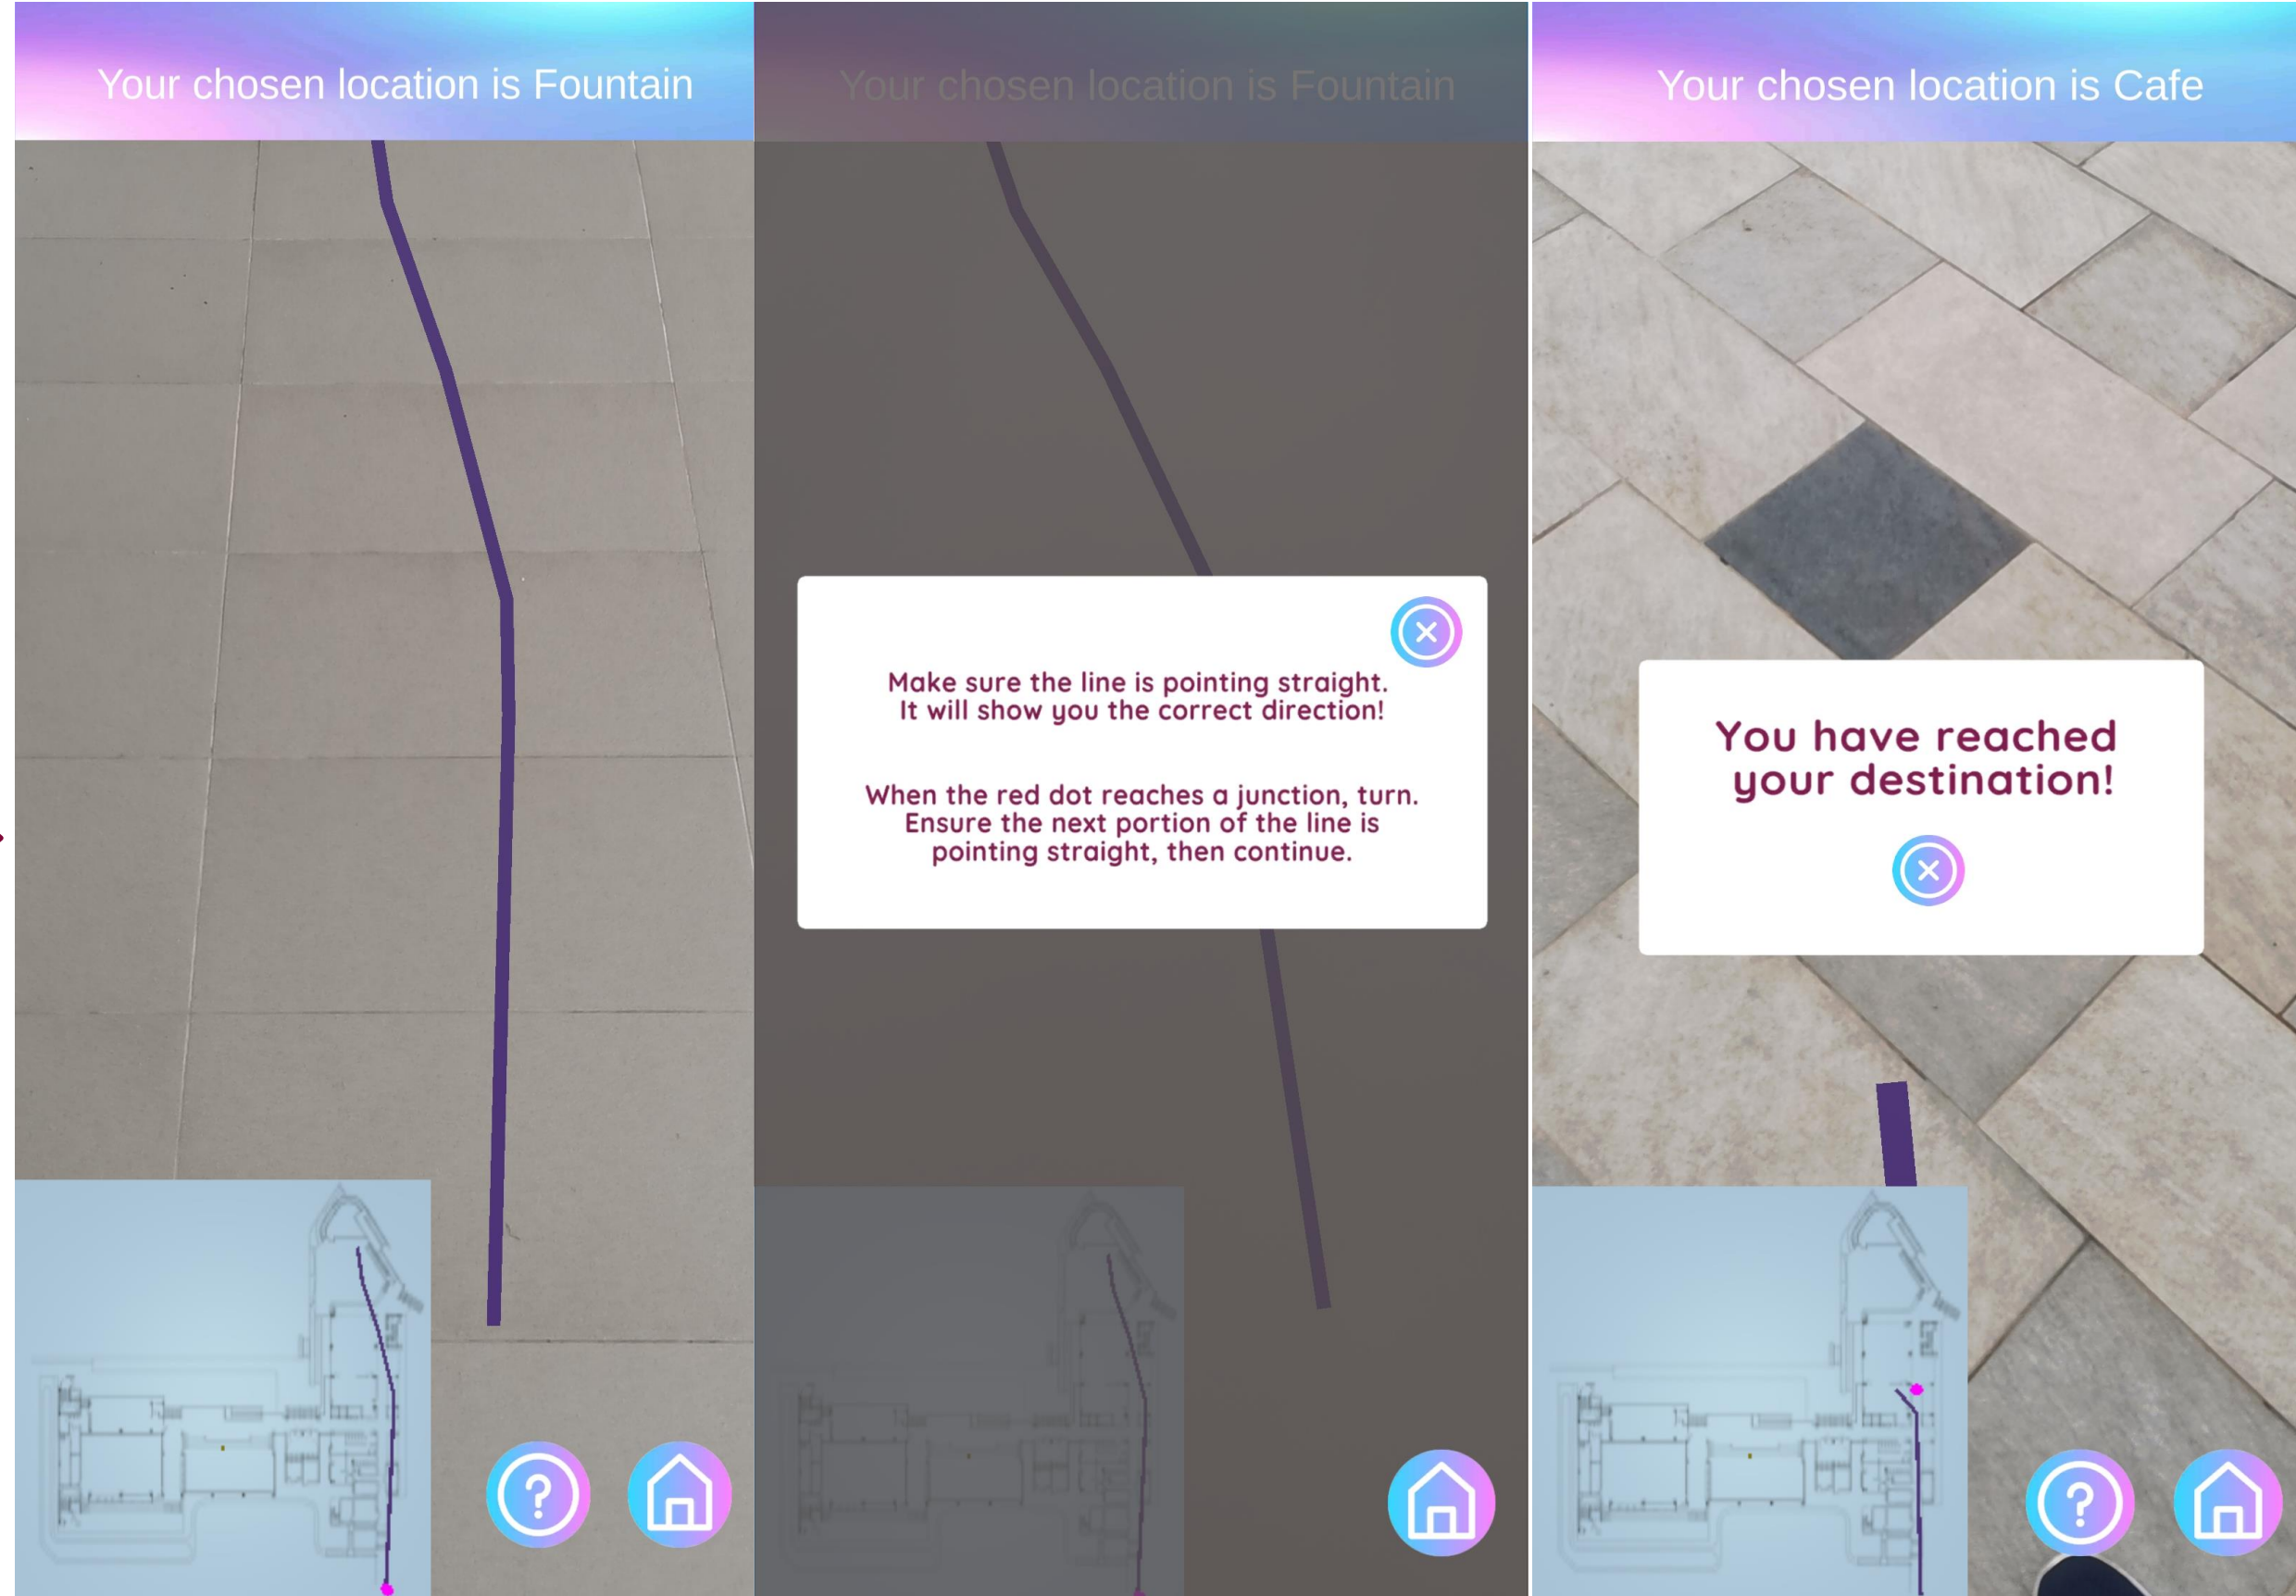 Your chosen location is Fountain
Your chosen location is Fountain
Make sure the line is pointing straight.
It will show you the correct direction!
When the red dot reaches a junction, turn.
Ensure the next portion of the line is
pointing straight, then continue.
Your chosen location is Cafe
You have reached
your destination!
?
?